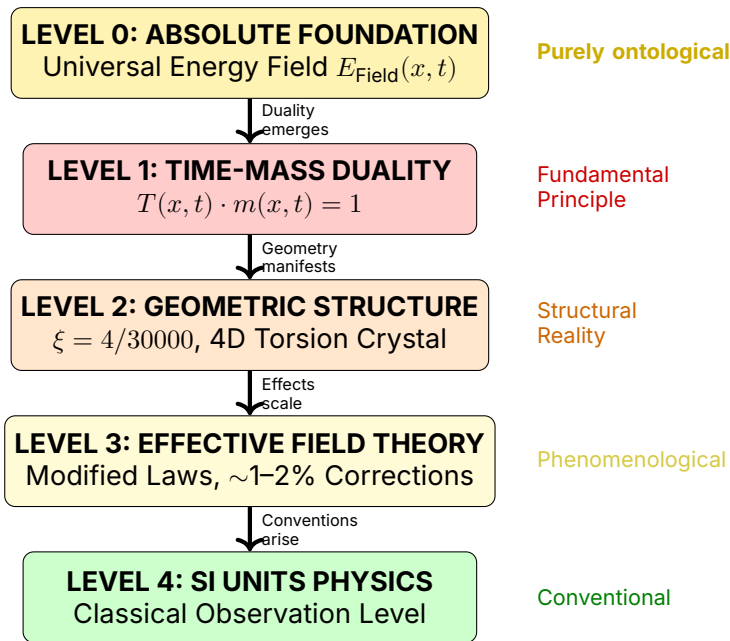 LEVEL 0: ABSOLUTE FOUNDATION
Universal Energy Field E_Field(x, t)
Purely ontological
Duality
emerges
LEVEL 1: TIME-MASS DUALITY
T(x, t) · m(x, t) = 1
Fundamental
Principle
Geometry
manifests
LEVEL 2: GEOMETRIC STRUCTURE
ξ = 4/30000, 4D Torsion Crystal
Structural
Reality
Effects
scale
LEVEL 3: EFFECTIVE FIELD THEORY
Modified Laws, ~1–2% Corrections
Phenomenological
Conventions
arise
LEVEL 4: SI UNITS PHYSICS
Classical Observation Level
Conventional